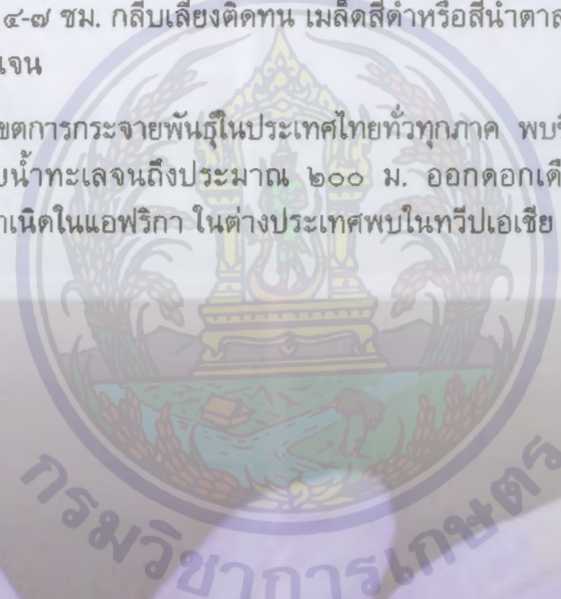 ๔-๗ ซม. กลีบเลี้ยงติดทน เมล็ดสีดำหรือสีน้ำตาล
เจน
ขตการกระจายพันธุ์ในประเทศไทยทั่วทุกภาค พบขึ
บน้ำทะเลจนถึงประมาณ ๒๐๐ ม. ออกดอกเดื
าเนิดในแอฟริกา ในต่างประเทศพบในทวีปเอเชีย
กรมวิชาการเกษตร